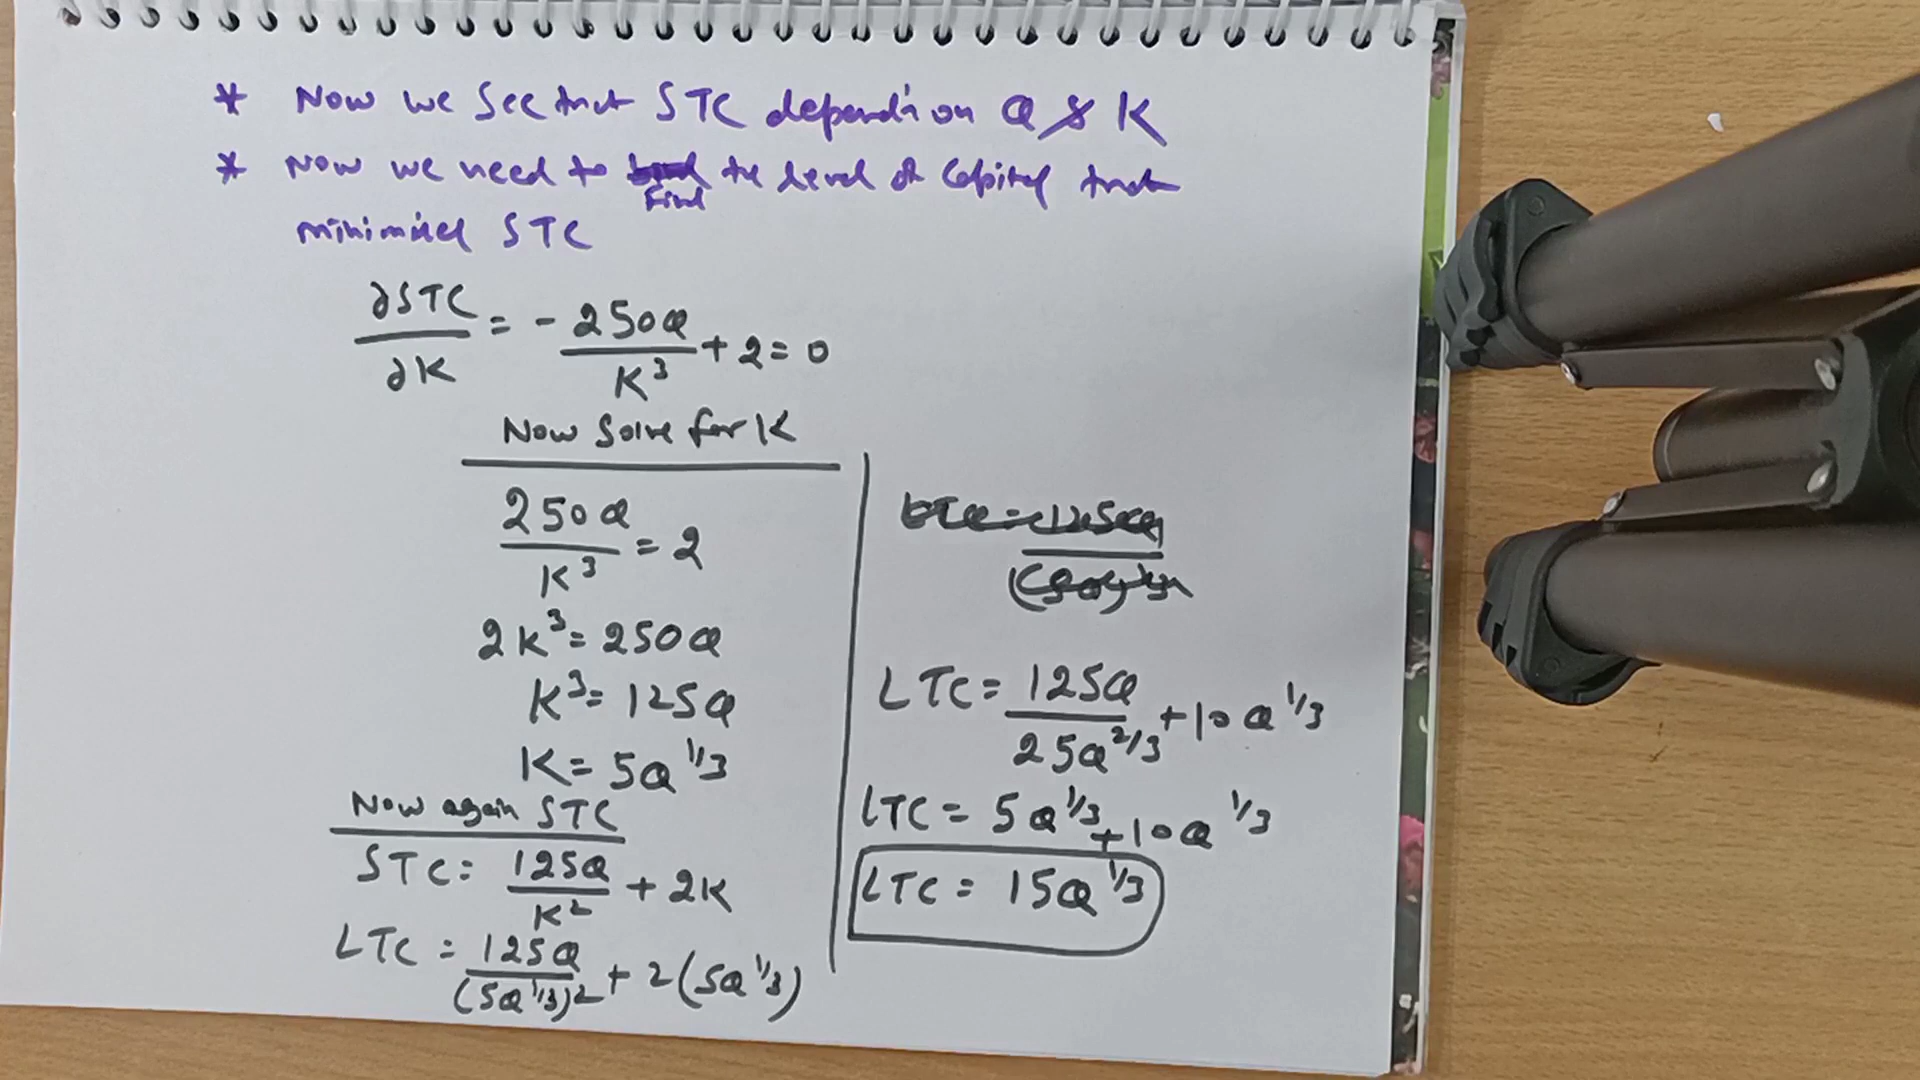 * Now we see that STC depend's on Q & K
* Now we need to find the level of capital that
minimised STC
∂STC/∂K = - 250Q/K³ + 2 = 0
Now solve for K
250Q/K³ = 2
2K³ = 250Q
K³ = 125Q
K = 5Q^1/3
Now again STC
STC = 125Q/K² + 2K
LTC = 125Q/(5Q^1/3)² + 2(5Q^1/3)
LTC = 125Q/25Q^2/3 + 10Q^1/3
LTC = 5Q^1/3 + 10Q^1/3
LTC = 15Q^1/3